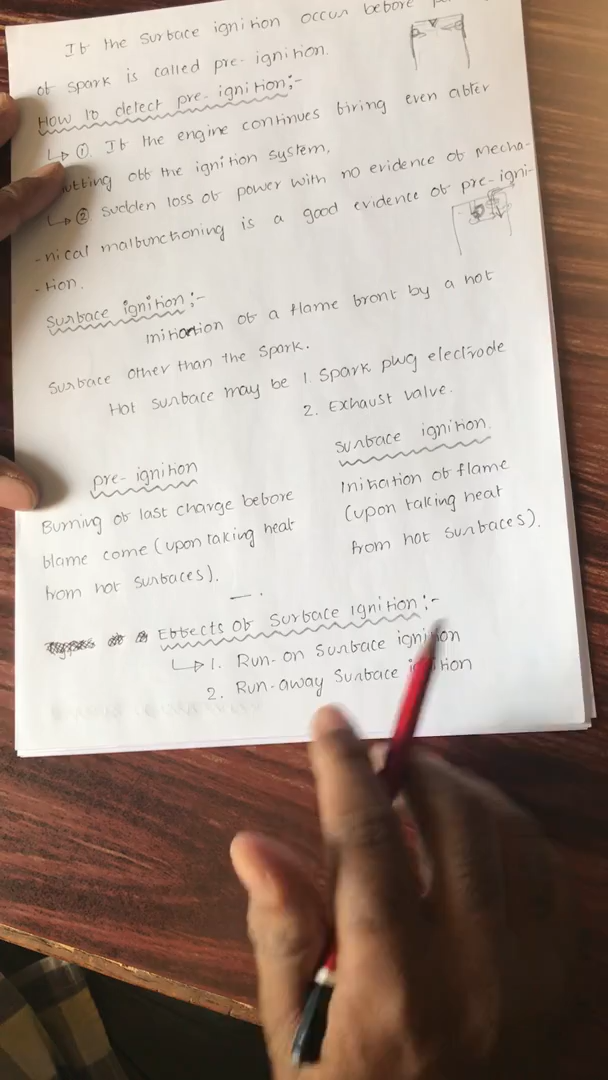 If the surface ignition occur before
of spark is called pre-ignition.
How to detect pre-ignition:-
↳ ①. If the engine continues firing even after
utting off the ignition system.
↳ ② sudden loss of power with no evidence of mecha-
-nical malfunctioning is a good evidence of pre-igni-
-tion.
Surface ignition:-
initiation of a flame front by a hot
surface other than the spark.
Hot surface may be 1. Spark plug electrode
2. Exhaust valve.
pre-ignition
Burning of last charge before
flame come (upon taking heat
from hot surfaces).
surface ignition.
Initiation of flame
(upon taking heat
from hot surfaces).
Effects of surface ignition:-
↳ 1. Run-on surface ignition
2. Run-away surface ignition